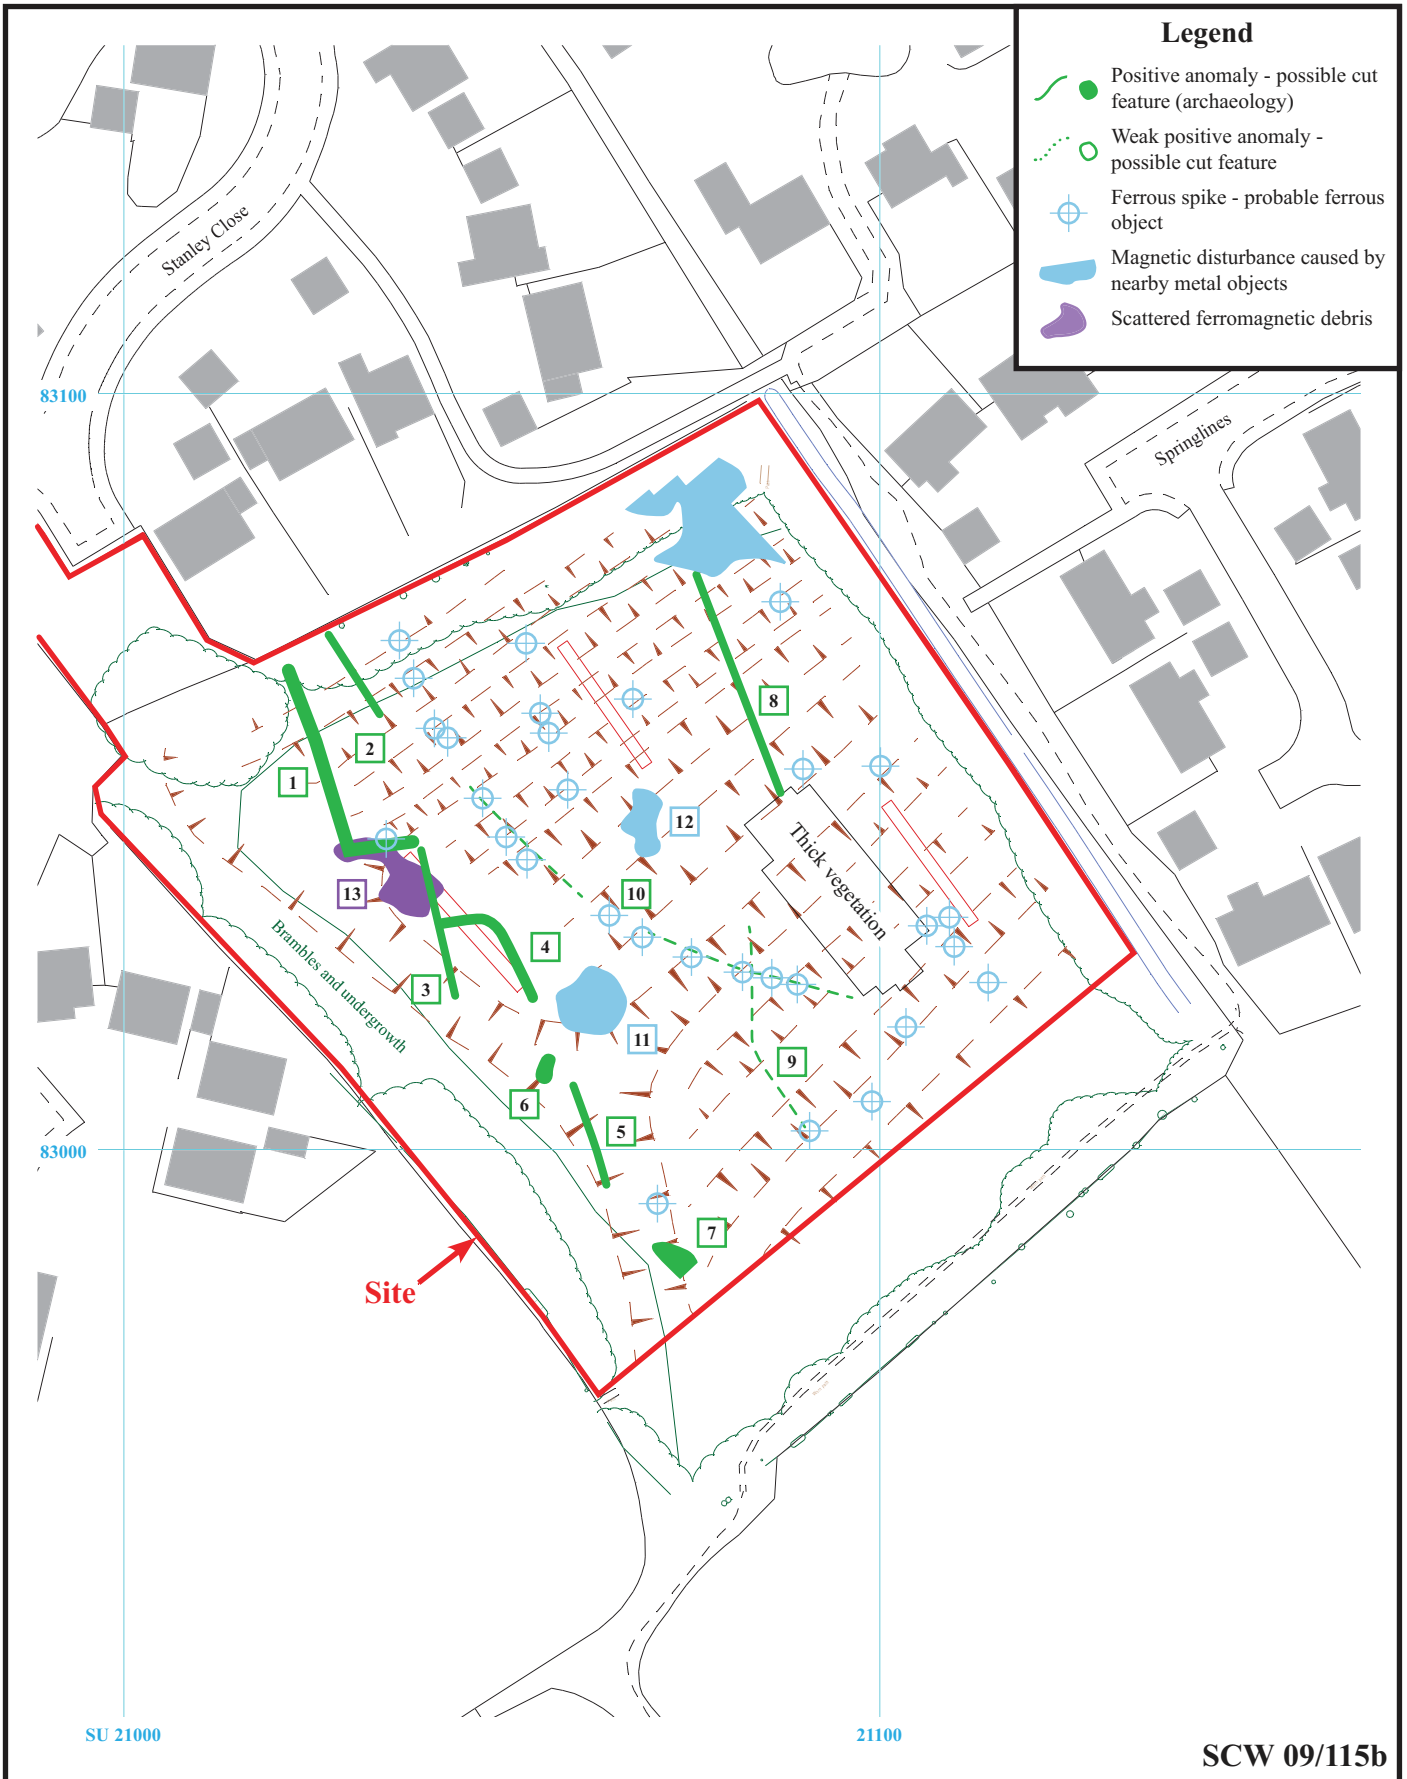 Legend
Positive anomaly - possible cut
feature (archaeology)
Weak positive anomaly -
possible cut feature
Ferrous spike - probable ferrous
object
Magnetic disturbance caused by
nearby metal objects
Scattered ferromagnetic debris
Stanley Close
83100
Springlines
8
2
1
12
Thick vegetation
13
10
4
Brambles and undergrowth
3
11
9
6
5
83000
7
Site
SU 21000
21100
SCW 09/115b